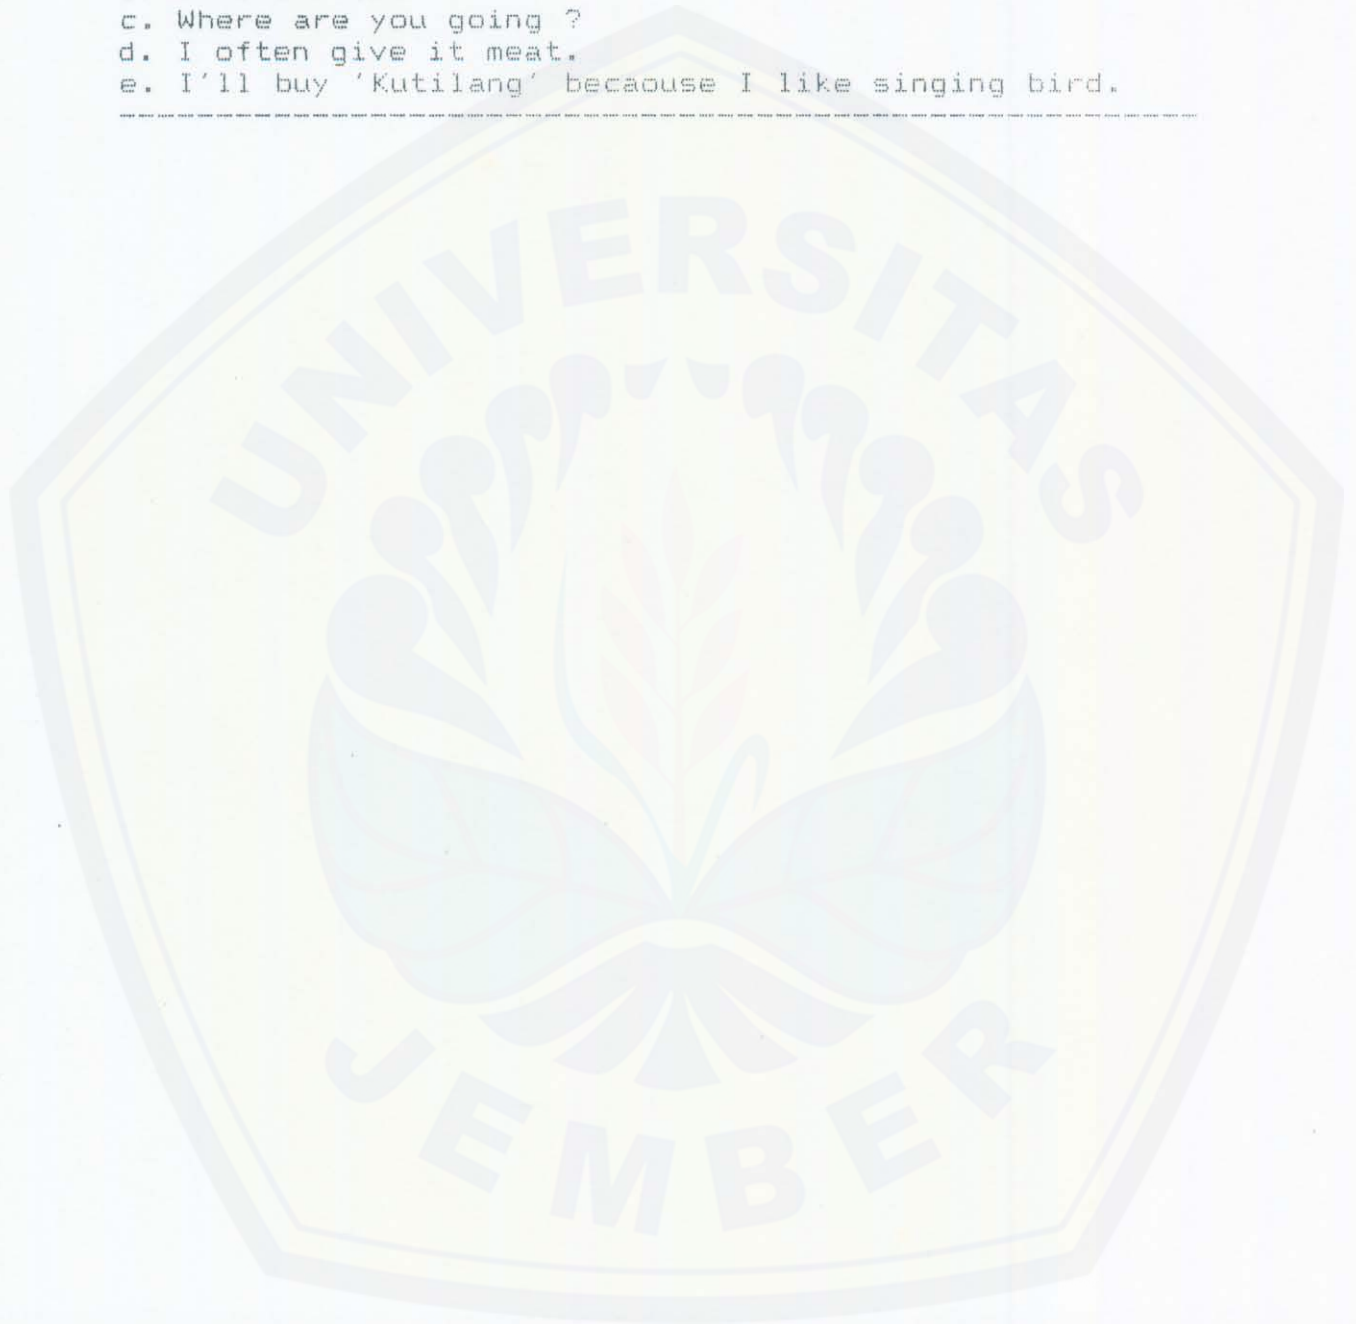 c. Where are you going ?
d. I often give it meat.
e. I'll buy 'Kutilang' becaouse I like singing bird.
UNIVERSITAS
JEMBER